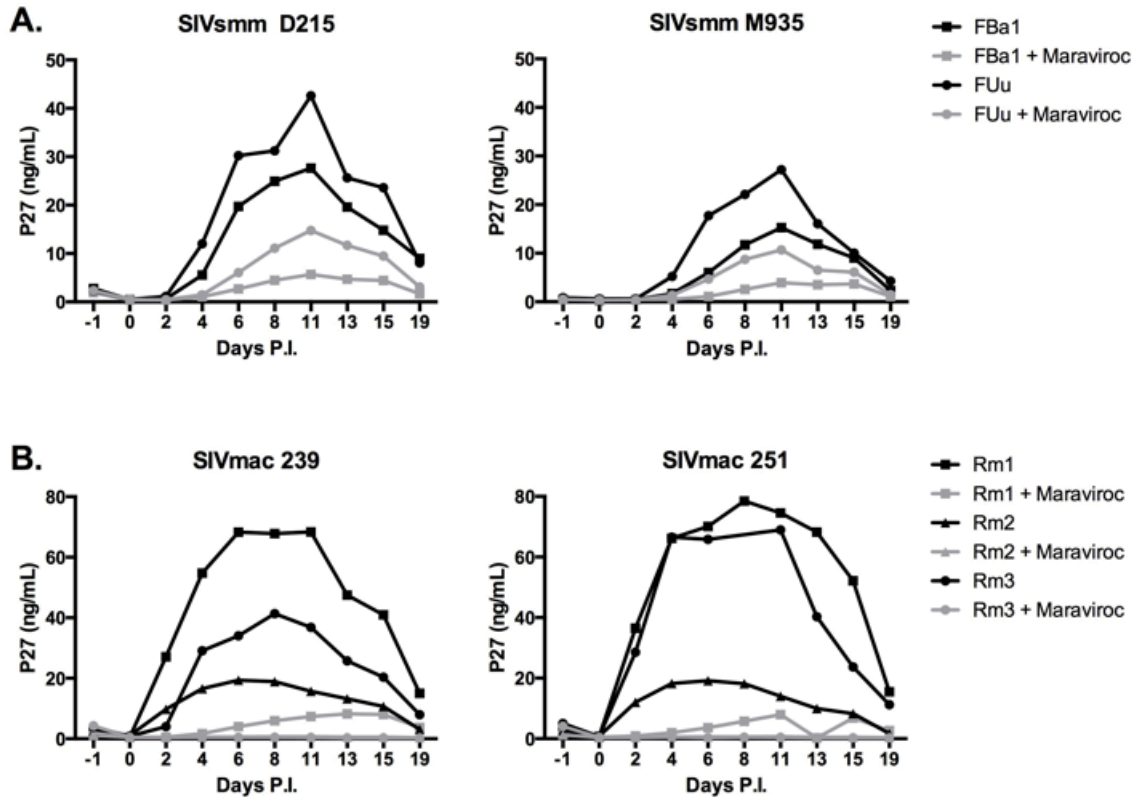 A.
SIVsmm D215
50
40
30
20
10
0
P27 (ng/mL)
-1 0 2 4 6 8 11 13 15 19
Days P.I.
SIVsmm M935
50
40
30
20
10
0
P27 (ng/mL)
-1 0 2 4 6 8 11 13 15 19
Days P.I.
FBa1
FBa1 + Maraviroc
FUu
FUu + Maraviroc
B.
SIVmac 239
80
60
40
20
0
P27 (ng/mL)
-1 0 2 4 6 8 11 13 15 19
Days P.I.
SIVmac 251
80
60
40
20
0
P27 (ng/mL)
-1 0 2 4 6 8 11 13 15 19
Days P.I.
Rm1
Rm1 + Maraviroc
Rm2
Rm2 + Maraviroc
Rm3
Rm3 + Maraviroc